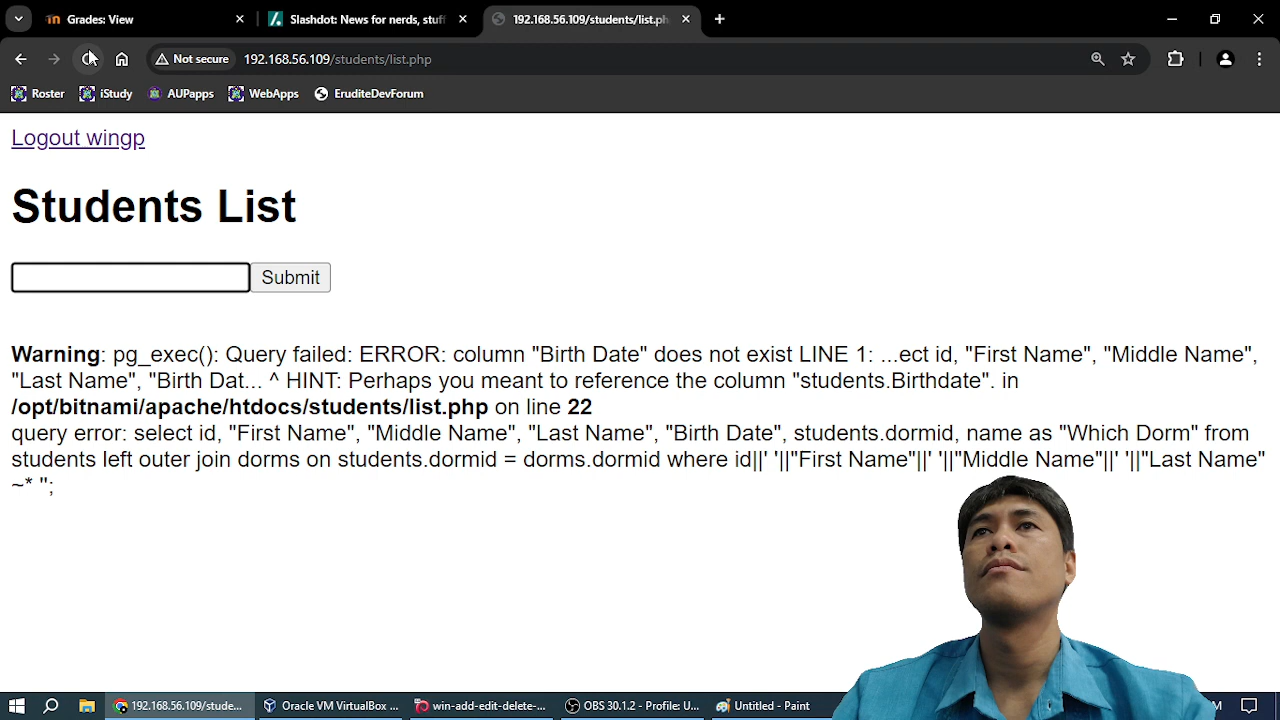 Grades: View
Slashdot: News for nerds, stuff
192.168.56.109/students/list.ph
Not secure
192.168.56.109/students/list.php
Roster
iStudy
AUPapps
WebApps
EruditeDevForum
Logout wingp
Students List
Submit
Warning: pg_exec(): Query failed: ERROR: column "Birth Date" does not exist LINE 1: ...ect id, "First Name", "Middle Name",
"Last Name", "Birth Dat... ^ HINT: Perhaps you meant to reference the column "students.Birthdate". in
/opt/bitnami/apache/htdocs/students/list.php on line 22
query error: select id, "First Name", "Middle Name", "Last Name", "Birth Date", students.dormid, name as "Which Dorm" from
students left outer join dorms on students.dormid = dorms.dormid where id||' '||"First Name"||' '||"Middle Name"||' '||"Last Name"
~* '';
192.168.56.109/stude...
Oracle VM VirtualBox ...
win-add-edit-delete-...
OBS 30.1.2 - Profile: U...
Untitled - Paint